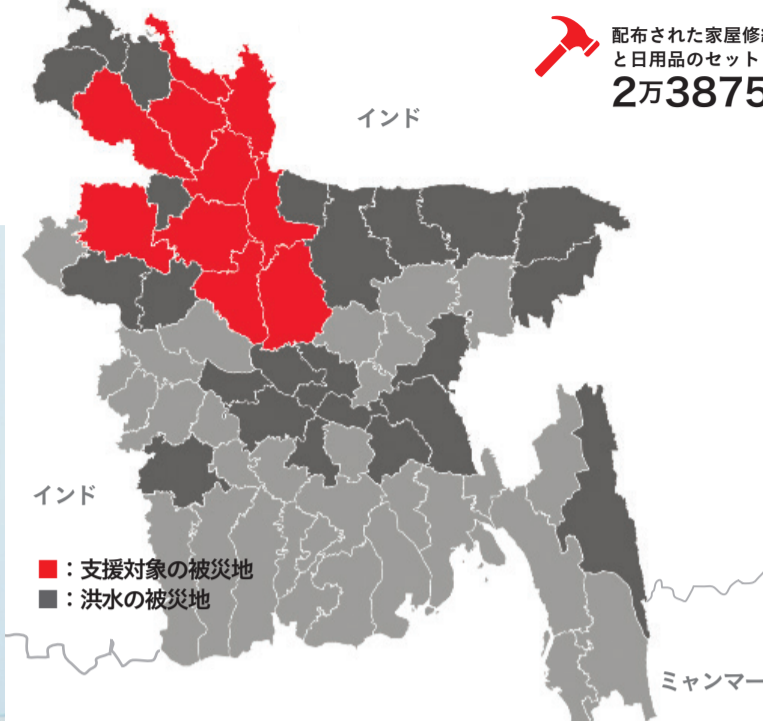 配布された家屋修
と日用品のセット
2万3875
インド
インド
■：支援対象の被災地
■：洪水の被災地
ミャンマー